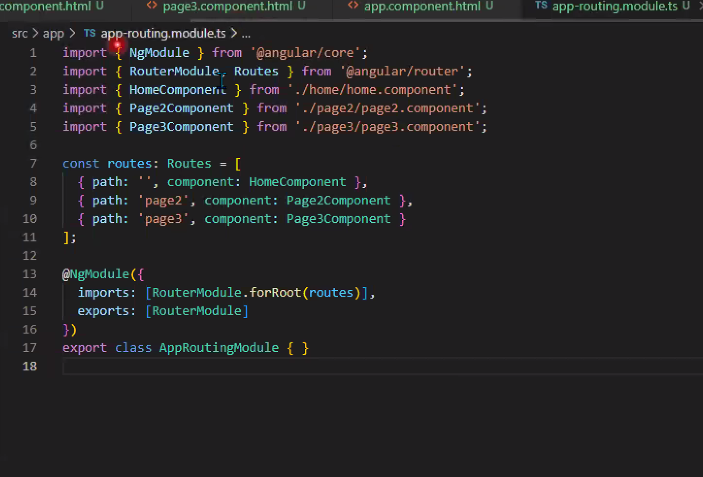 component.html U <> page3.component.html U <> app.component.html U TS app-routing.module.ts U
src > app > TS app-routing.module.ts > ...
1 import { NgModule } from '@angular/core';
2 import { RouterModule, Routes } from '@angular/router';
3 import { HomeComponent } from './home/home.component';
4 import { Page2Component } from './page2/page2.component';
5 import { Page3Component } from './page3/page3.component';
6
7 const routes: Routes = [
8 { path: '', component: HomeComponent },
9 { path: 'page2', component: Page2Component },
10 { path: 'page3', component: Page3Component }
11 ];
12
13 @NgModule({
14 imports: [RouterModule.forRoot(routes)],
15 exports: [RouterModule]
16 })
17 export class AppRoutingModule { }
18